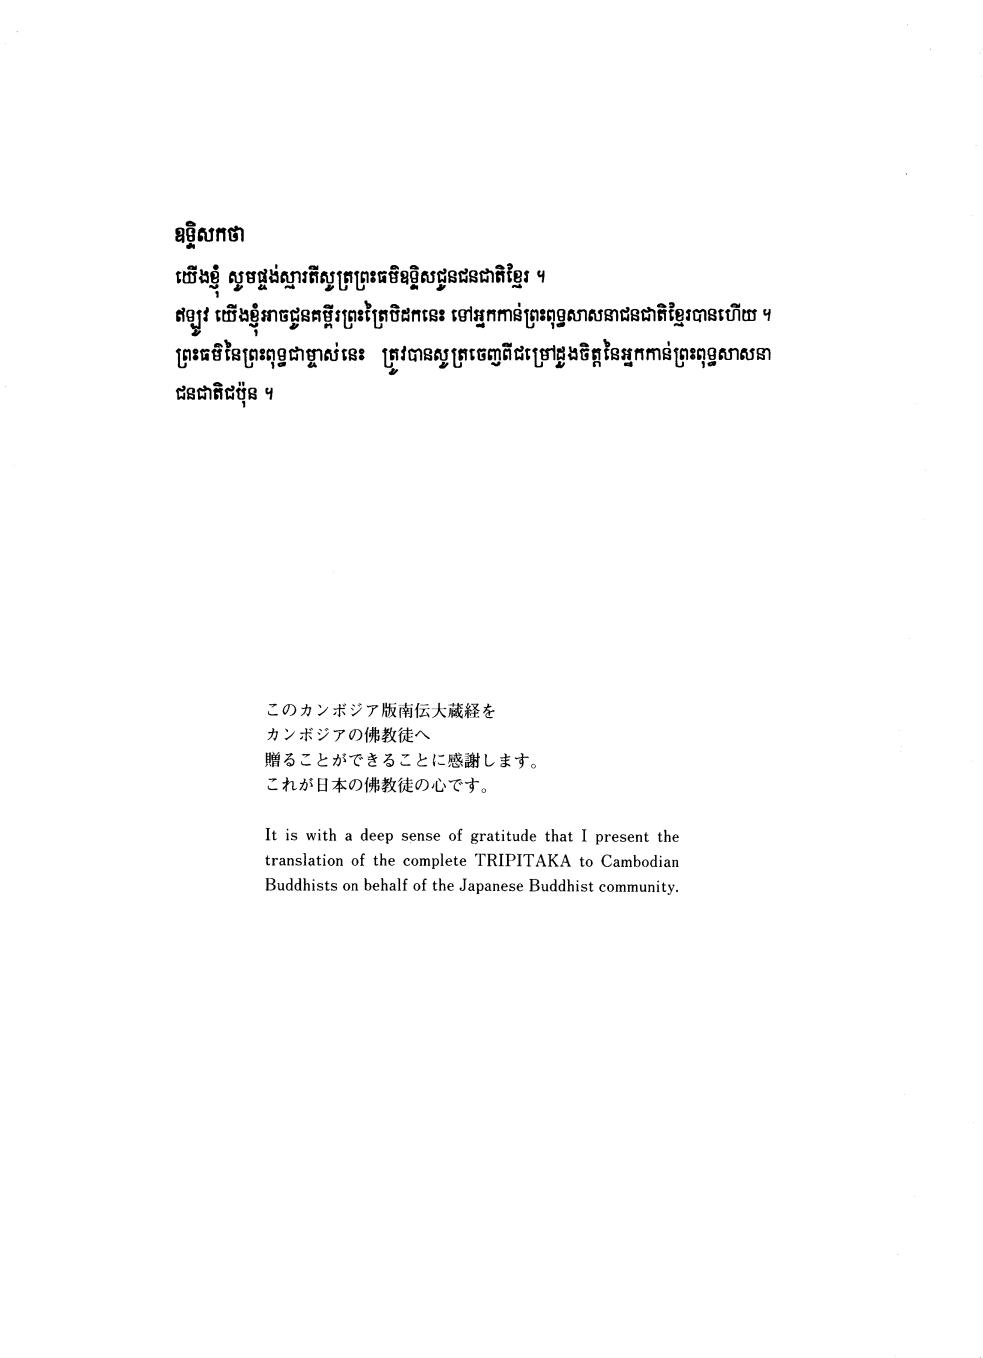 ឧទ្ទិសកថា
យើងខ្ញុំ សូមផ្ចង់ស្មារតីសូត្រព្រះធម៌ឧទ្ទិសជូនជនជាតិខ្មែរ ។
ឥឡូវ យើងខ្ញុំអាចជូនគម្ពីរព្រះត្រៃបិដកនេះ ទៅអ្នកកាន់ព្រះពុទ្ធសាសនាជនជាតិខ្មែរបានហើយ ។
ព្រះធម៌នៃព្រះពុទ្ធជាម្ចាស់នេះ ត្រូវបានសូត្រចេញពីជម្រៅដួងចិត្តនៃអ្នកកាន់ព្រះពុទ្ធសាសនា
ជនជាតិជប៉ុន ។
このカンボジア版南伝大蔵経を
カンボジアの佛教徒へ
贈ることができることに感謝します。
これが日本の佛教徒の心です。
It is with a deep sense of gratitude that I present the
translation of the complete TRIPITAKA to Cambodian
Buddhists on behalf of the Japanese Buddhist community.